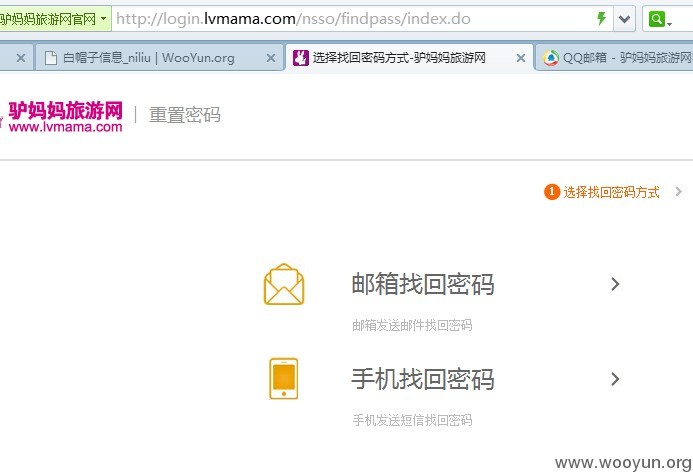 驴妈妈旅游网官网 http://login.lvmama.com/nsso/findpass/index.do
白帽子信息_niliu | WooYun.org 选择找回密码方式-驴妈妈旅游网 QQ邮箱 - 驴妈妈旅游网
驴妈妈旅游网 重置密码
www.lvmama.com
1 选择找回密码方式
邮箱找回密码
邮箱发送邮件找回密码
手机找回密码
手机发送短信找回密码
www.wooyun.org